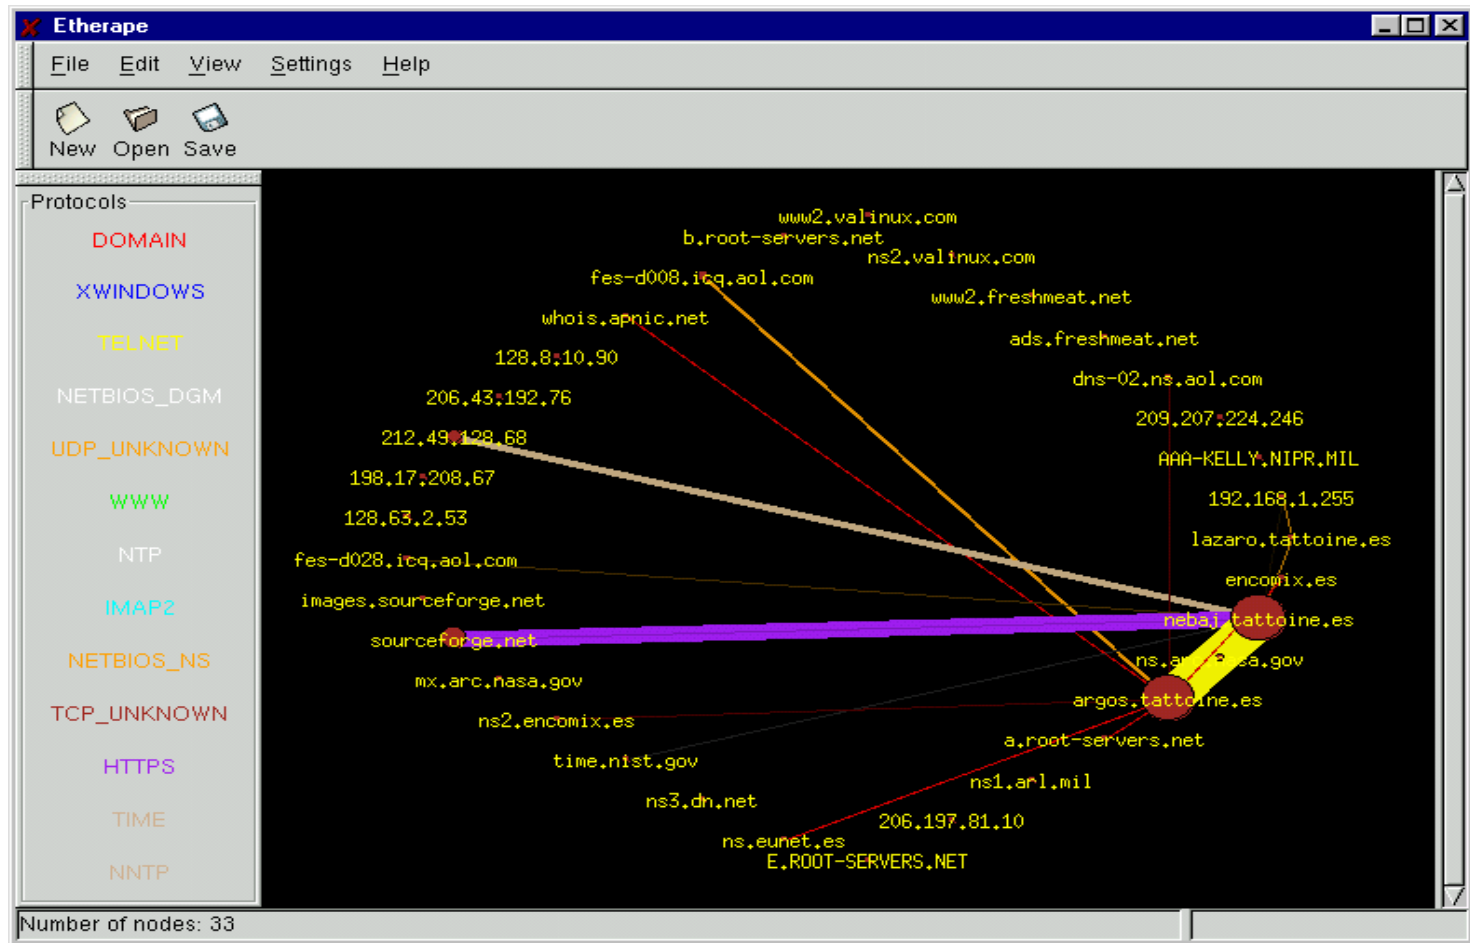 Etherape
File Edit View Settings Help
New Open Save
Protocols
DOMAIN
XWINDOWS
TELNET
NETBIOS_DGM
UDP_UNKNOWN
WWW
NTP
IMAP2
NETBIOS_NS
TCP_UNKNOWN
HTTPS
TIME
NNTP
www2.valinux.com
b.root-servers.net
ns2.valinux.com
fes-d008.icq.aol.com
www2.freshmeat.net
whois.apnic.net
ads.freshmeat.net
128.8.10.90
dns-02.ns.aol.com
206.43.192.76
209.207.224.246
212.49.128.68
AAA-KELLY.NIPR.MIL
198.17.208.67
192.168.1.255
128.63.2.53
lazaro.tattoine.es
fes-d028.icq.aol.com
encomix.es
images.sourceforge.net
nebaj.tattoine.es
sourceforge.net
ns.arc.nasa.gov
mx.arc.nasa.gov
argos.tattoine.es
ns2.encomix.es
a.root-servers.net
time.nist.gov
ns1.arl.mil
ns3.dn.net
206.197.81.10
ns.eunet.es
E.ROOT-SERVERS.NET
Number of nodes: 33